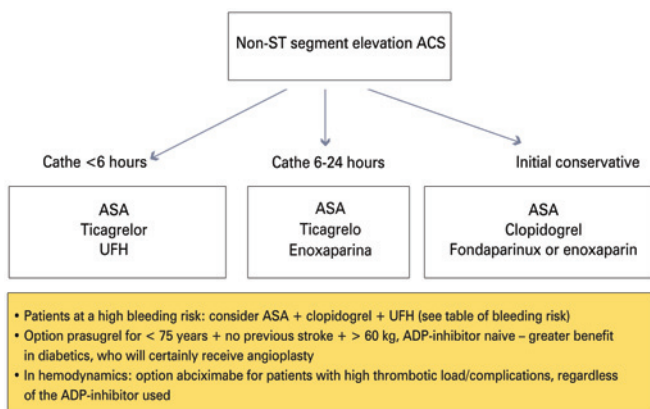 Non-ST segment elevation ACS
Cathe <6 hours
Cathe 6-24 hours
Initial conservative
ASA
Ticagrelor
UFH
ASA
Ticagrelo
Enoxaparina
ASA
Clopidogrel
Fondaparinux or enoxaparin
• Patients at a high bleeding risk: consider ASA + clopidogrel + UFH (see table of bleeding risk)
• Option prasugrel for < 75 years + no previous stroke + > 60 kg, ADP-inhibitor naive – greater benefit
in diabetics, who will certainly receive angioplasty
• In hemodynamics: option abciximabe for patients with high thrombotic load/complications, regardless
of the ADP-inhibitor used